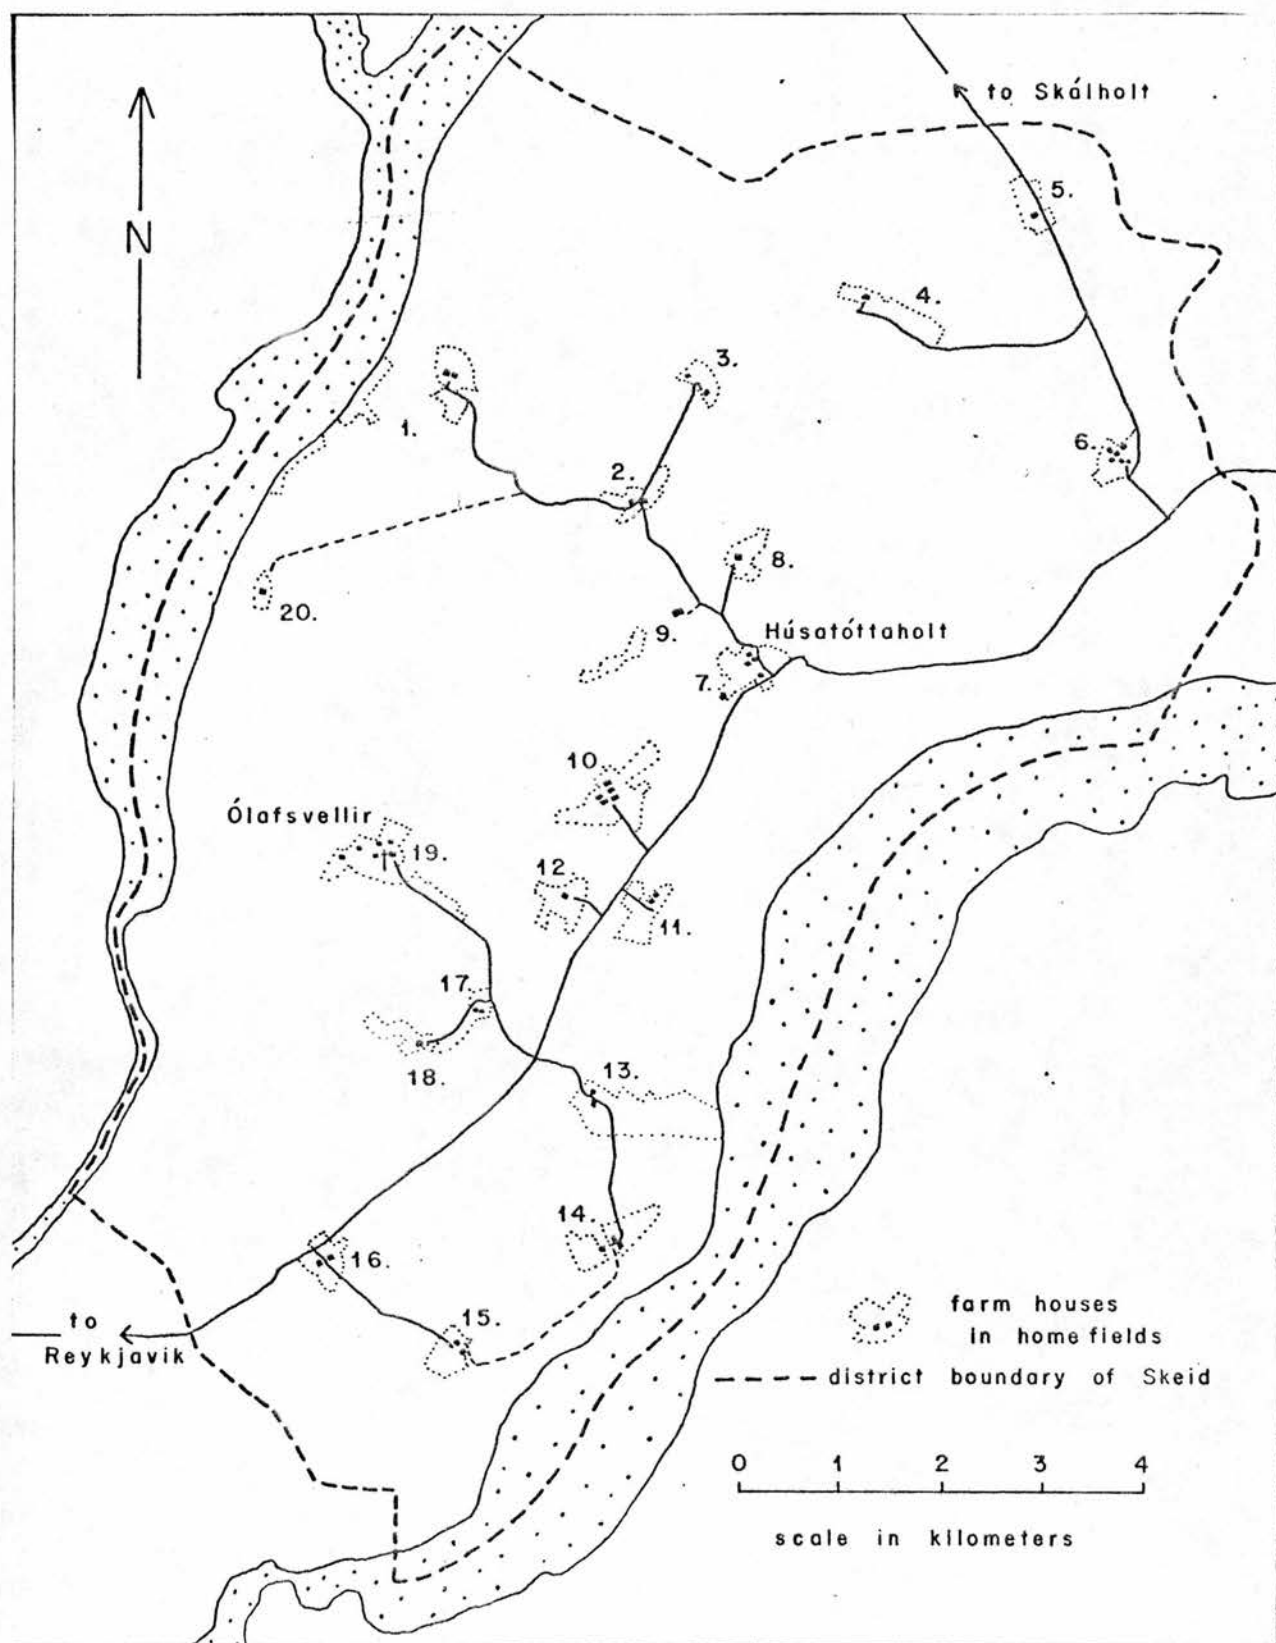 to Skálholt
N
5.
4.
3.
1.
6.
2.
8.
20.
9.
Húsatóttaholt
7.
10
Ólafsvellir
19.
12
11.
17.
18.
13.
14.
16.
15.
to
Reykjavik
farm houses
in homefields
district boundary of Skeid
0 1 2 3 4
scale in kilometers